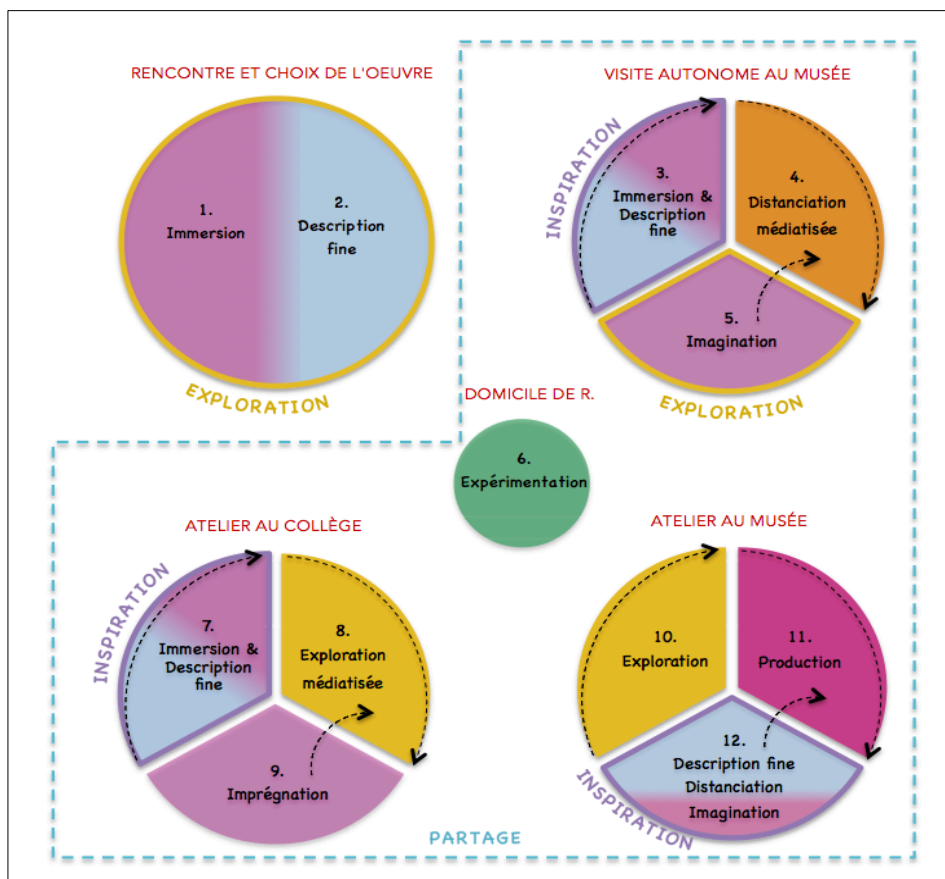 RENCONTRE ET CHOIX DE L'OEUVRE
1.
Immersion
2.
Description
fine
EXPLORATION
VISITE AUTONOME AU MUSÉE
INSPIRATION
3.
Immersion &
Description
fine
4.
Distanciation
médiatisée
5.
Imagination
EXPLORATION
DOMICILE DE R.
6.
Expérimentation
ATELIER AU COLLÈGE
INSPIRATION
7.
Immersion &
Description
fine
8.
Exploration
médiatisée
9.
Imprégnation
ATELIER AU MUSÉE
10.
Exploration
11.
Production
12.
Description fine
Distanciation
Imagination
INSPIRATION
PARTAGE